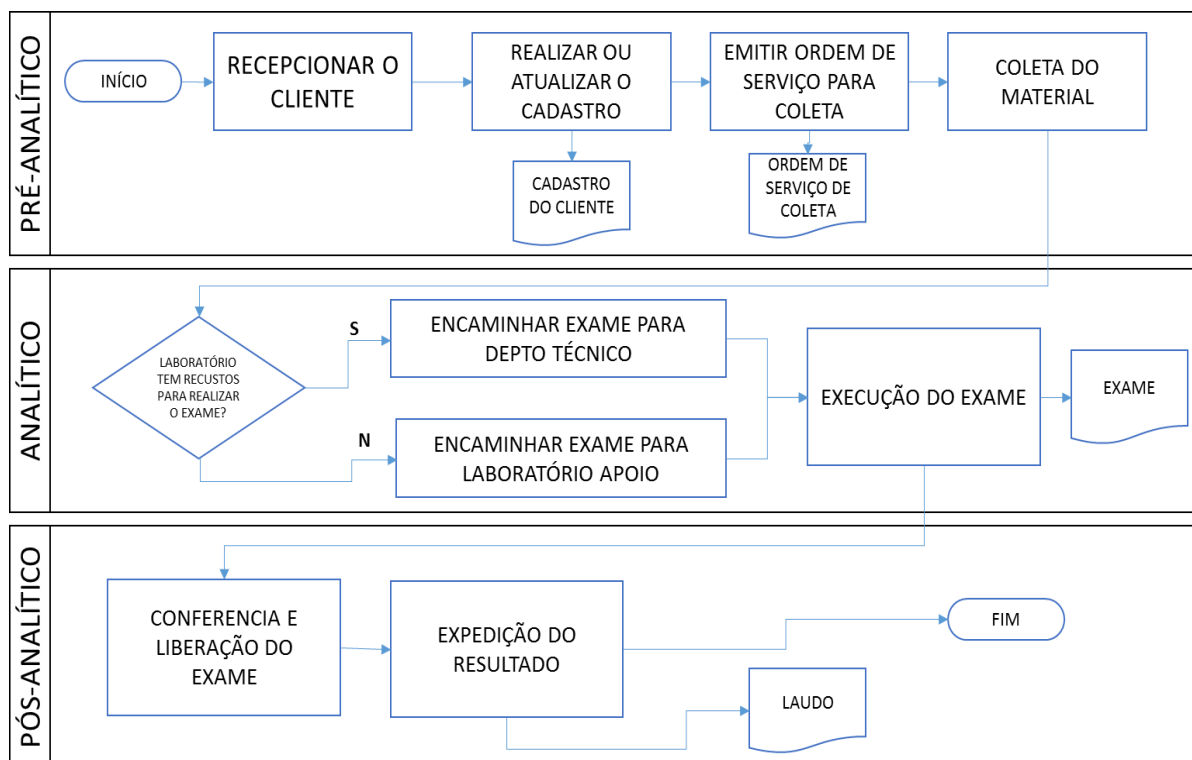 PRÉ-ANALÍTICO
INÍCIO
RECEPCIONAR O
CLIENTE
REALIZAR OU
ATUALIZAR O
CADASTRO
EMITIR ORDEM DE
SERVIÇO PARA
COLETA
COLETA DO
MATERIAL
CADASTRO
DO CLIENTE
ORDEM DE
SERVIÇO DE
COLETA
ANALÍTICO
LABORATÓRIO
TEM RECUSTOS
PARA REALIZAR
O EXAME?
S
ENCAMINHAR EXAME PARA
DEPTO TÉCNICO
N
ENCAMINHAR EXAME PARA
LABORATÓRIO APOIO
EXECUÇÃO DO EXAME
EXAME
PÓS-ANALÍTICO
CONFERENCIA E
LIBERAÇÃO DO
EXAME
EXPEDIÇÃO DO
RESULTADO
FIM
LAUDO